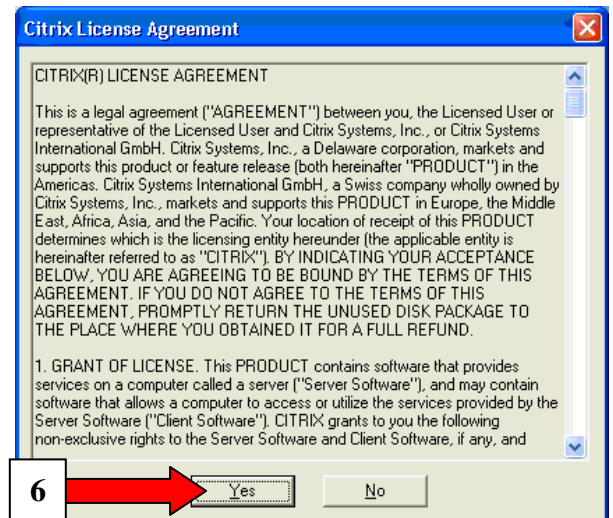 Citrix License Agreement
CITRIX(R) LICENSE AGREEMENT
This is a legal agreement ("AGREEMENT") between you, the Licensed User or
representative of the Licensed User and Citrix Systems, Inc., or Citrix Systems
International GmbH. Citrix Systems, Inc., a Delaware corporation, markets and
supports this product or feature release (both hereinafter "PRODUCT") in the
Americas. Citrix Systems International GmbH, a Swiss company wholly owned by
Citrix Systems, Inc., markets and supports this PRODUCT in Europe, the Middle
East, Africa, Asia, and the Pacific. Your location of receipt of this PRODUCT
determines which is the licensing entity hereunder (the applicable entity is
hereinafter referred to as "CITRIX"). BY INDICATING YOUR ACCEPTANCE
BELOW, YOU ARE AGREEING TO BE BOUND BY THE TERMS OF THIS
AGREEMENT. IF YOU DO NOT AGREE TO THE TERMS OF THIS
AGREEMENT, PROMPTLY RETURN THE UNUSED DISK PACKAGE TO
THE PLACE WHERE YOU OBTAINED IT FOR A FULL REFUND.
1. GRANT OF LICENSE. This PRODUCT contains software that provides
services on a computer called a server ("Server Software"), and may contain
software that allows a computer to access or utilize the services provided by the
Server Software ("Client Software"). CITRIX grants to you the following
non-exclusive rights to the Server Software and Client Software, if any, and
6 Yes No